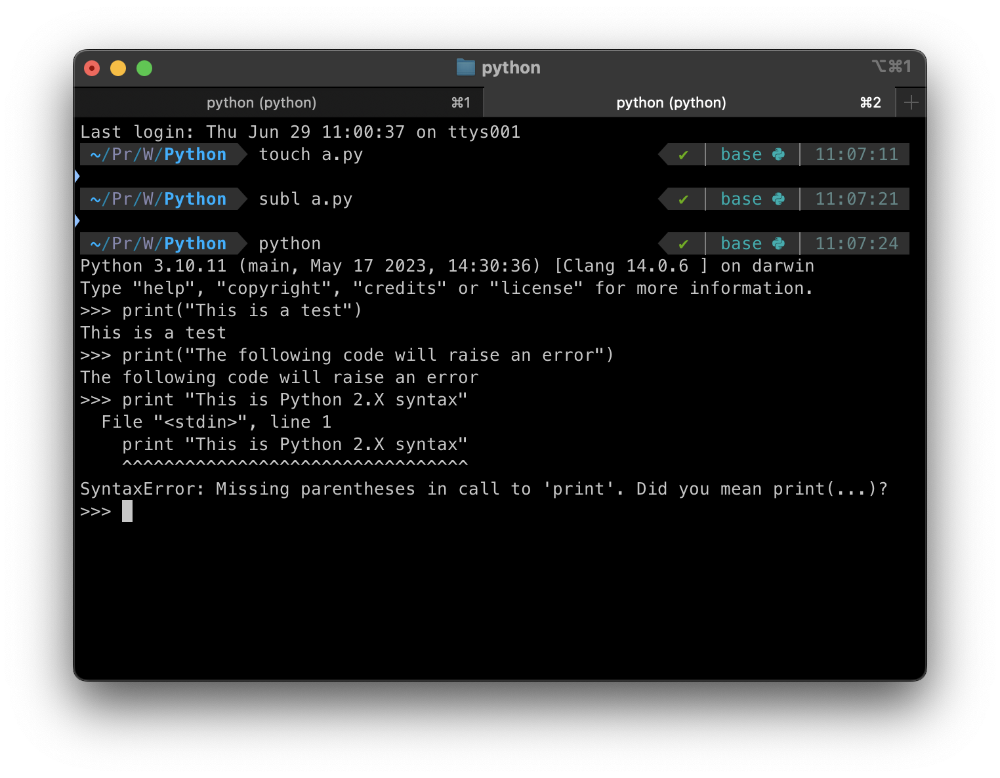 python ⌥⌘1
python (python) ⌘1 python (python) ⌘2
Last login: Thu Jun 29 11:00:37 on ttys001
~/Pr/W/Python touch a.py ✔ base 11:07:11
~/Pr/W/Python subl a.py ✔ base 11:07:21
~/Pr/W/Python python ✔ base 11:07:24
Python 3.10.11 (main, May 17 2023, 14:30:36) [Clang 14.0.6 ] on darwin
Type "help", "copyright", "credits" or "license" for more information.
>>> print("This is a test")
This is a test
>>> print("The following code will raise an error")
The following code will raise an error
>>> print "This is Python 2.X syntax"
  File "<stdin>", line 1
    print "This is Python 2.X syntax"
    ^^^^^^^^^^^^^^^^^^^^^^^^^^^^^^^^^
SyntaxError: Missing parentheses in call to 'print'. Did you mean print(...)?
>>>